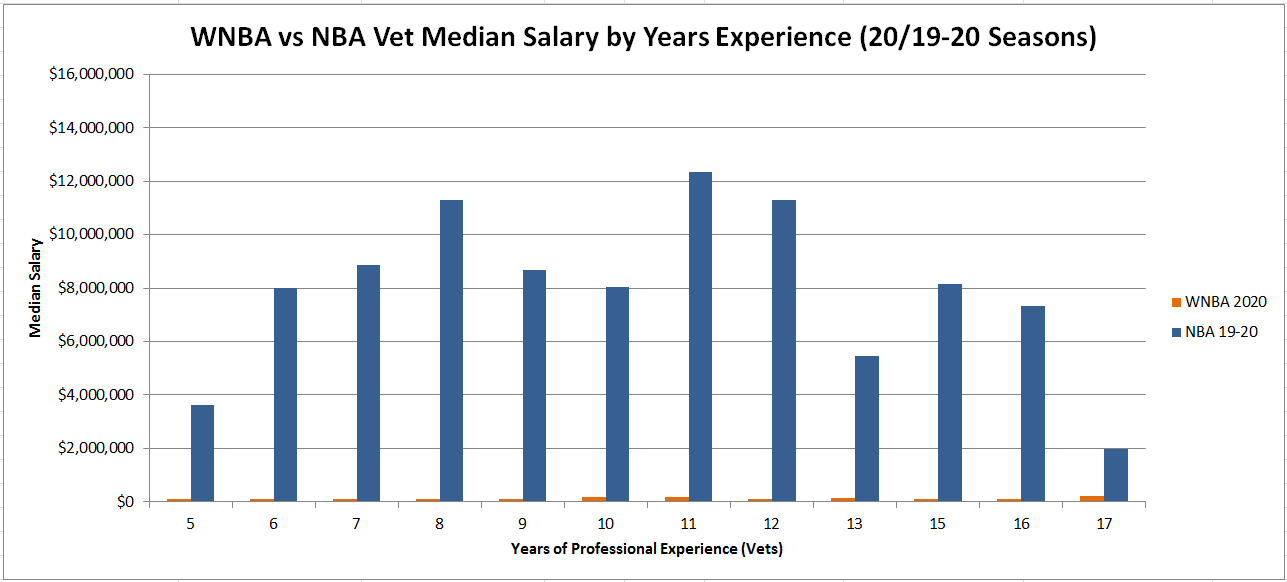 WNBA vs NBA Vet Median Salary by Years Experience (20/19-20 Seasons)
$16,000,000
$14,000,000
$12,000,000
$10,000,000
$8,000,000
$6,000,000
$4,000,000
$2,000,000
$0
Median Salary
5 6 7 8 9 10 11 12 13 15 16 17
Years of Professional Experience (Vets)
WNBA 2020
NBA 19-20